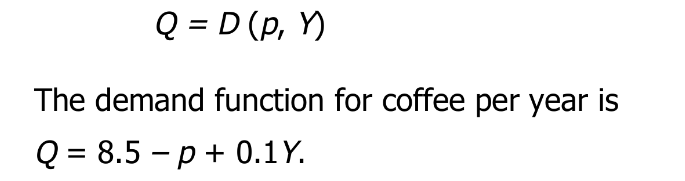 Q = D (p, Y)
The demand function for coffee per year is
Q = 8.5 – p + 0.1Y.